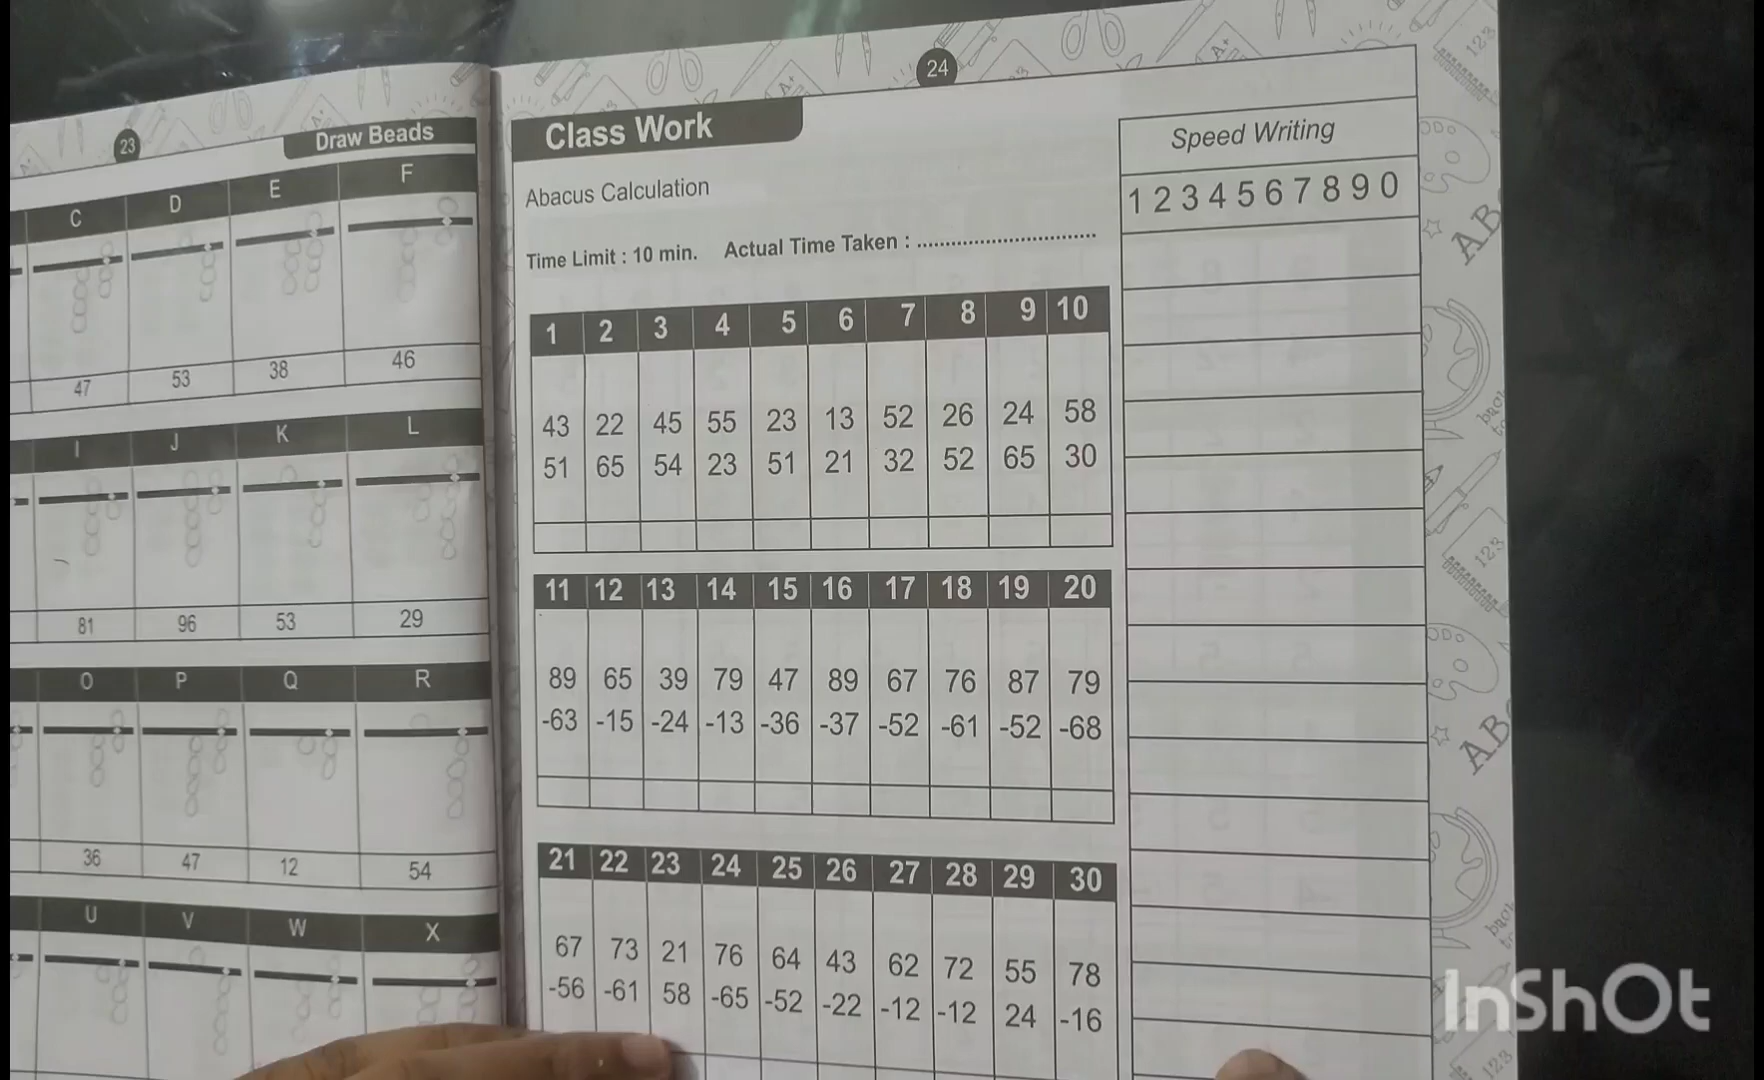 23
Draw Beads
C D E F
47 53 38 46
I J K L
81 96 53 29
O P Q R
36 47 12 54
U V W X
24
Class Work
Abacus Calculation
Time Limit : 10 min. Actual Time Taken : ..............................
1 2 3 4 5 6 7 8 9 10
43 22 45 55 23 13 52 26 24 58
51 65 54 23 51 21 32 52 65 30
11 12 13 14 15 16 17 18 19 20
89 65 39 79 47 89 67 76 87 79
-63 -15 -24 -13 -36 -37 -52 -61 -52 -68
21 22 23 24 25 26 27 28 29 30
67 73 21 76 64 43 62 72 55 78
-56 -61 58 -65 -52 -22 -12 -12 24 -16
Speed Writing
1 2 3 4 5 6 7 8 9 0
InShOt